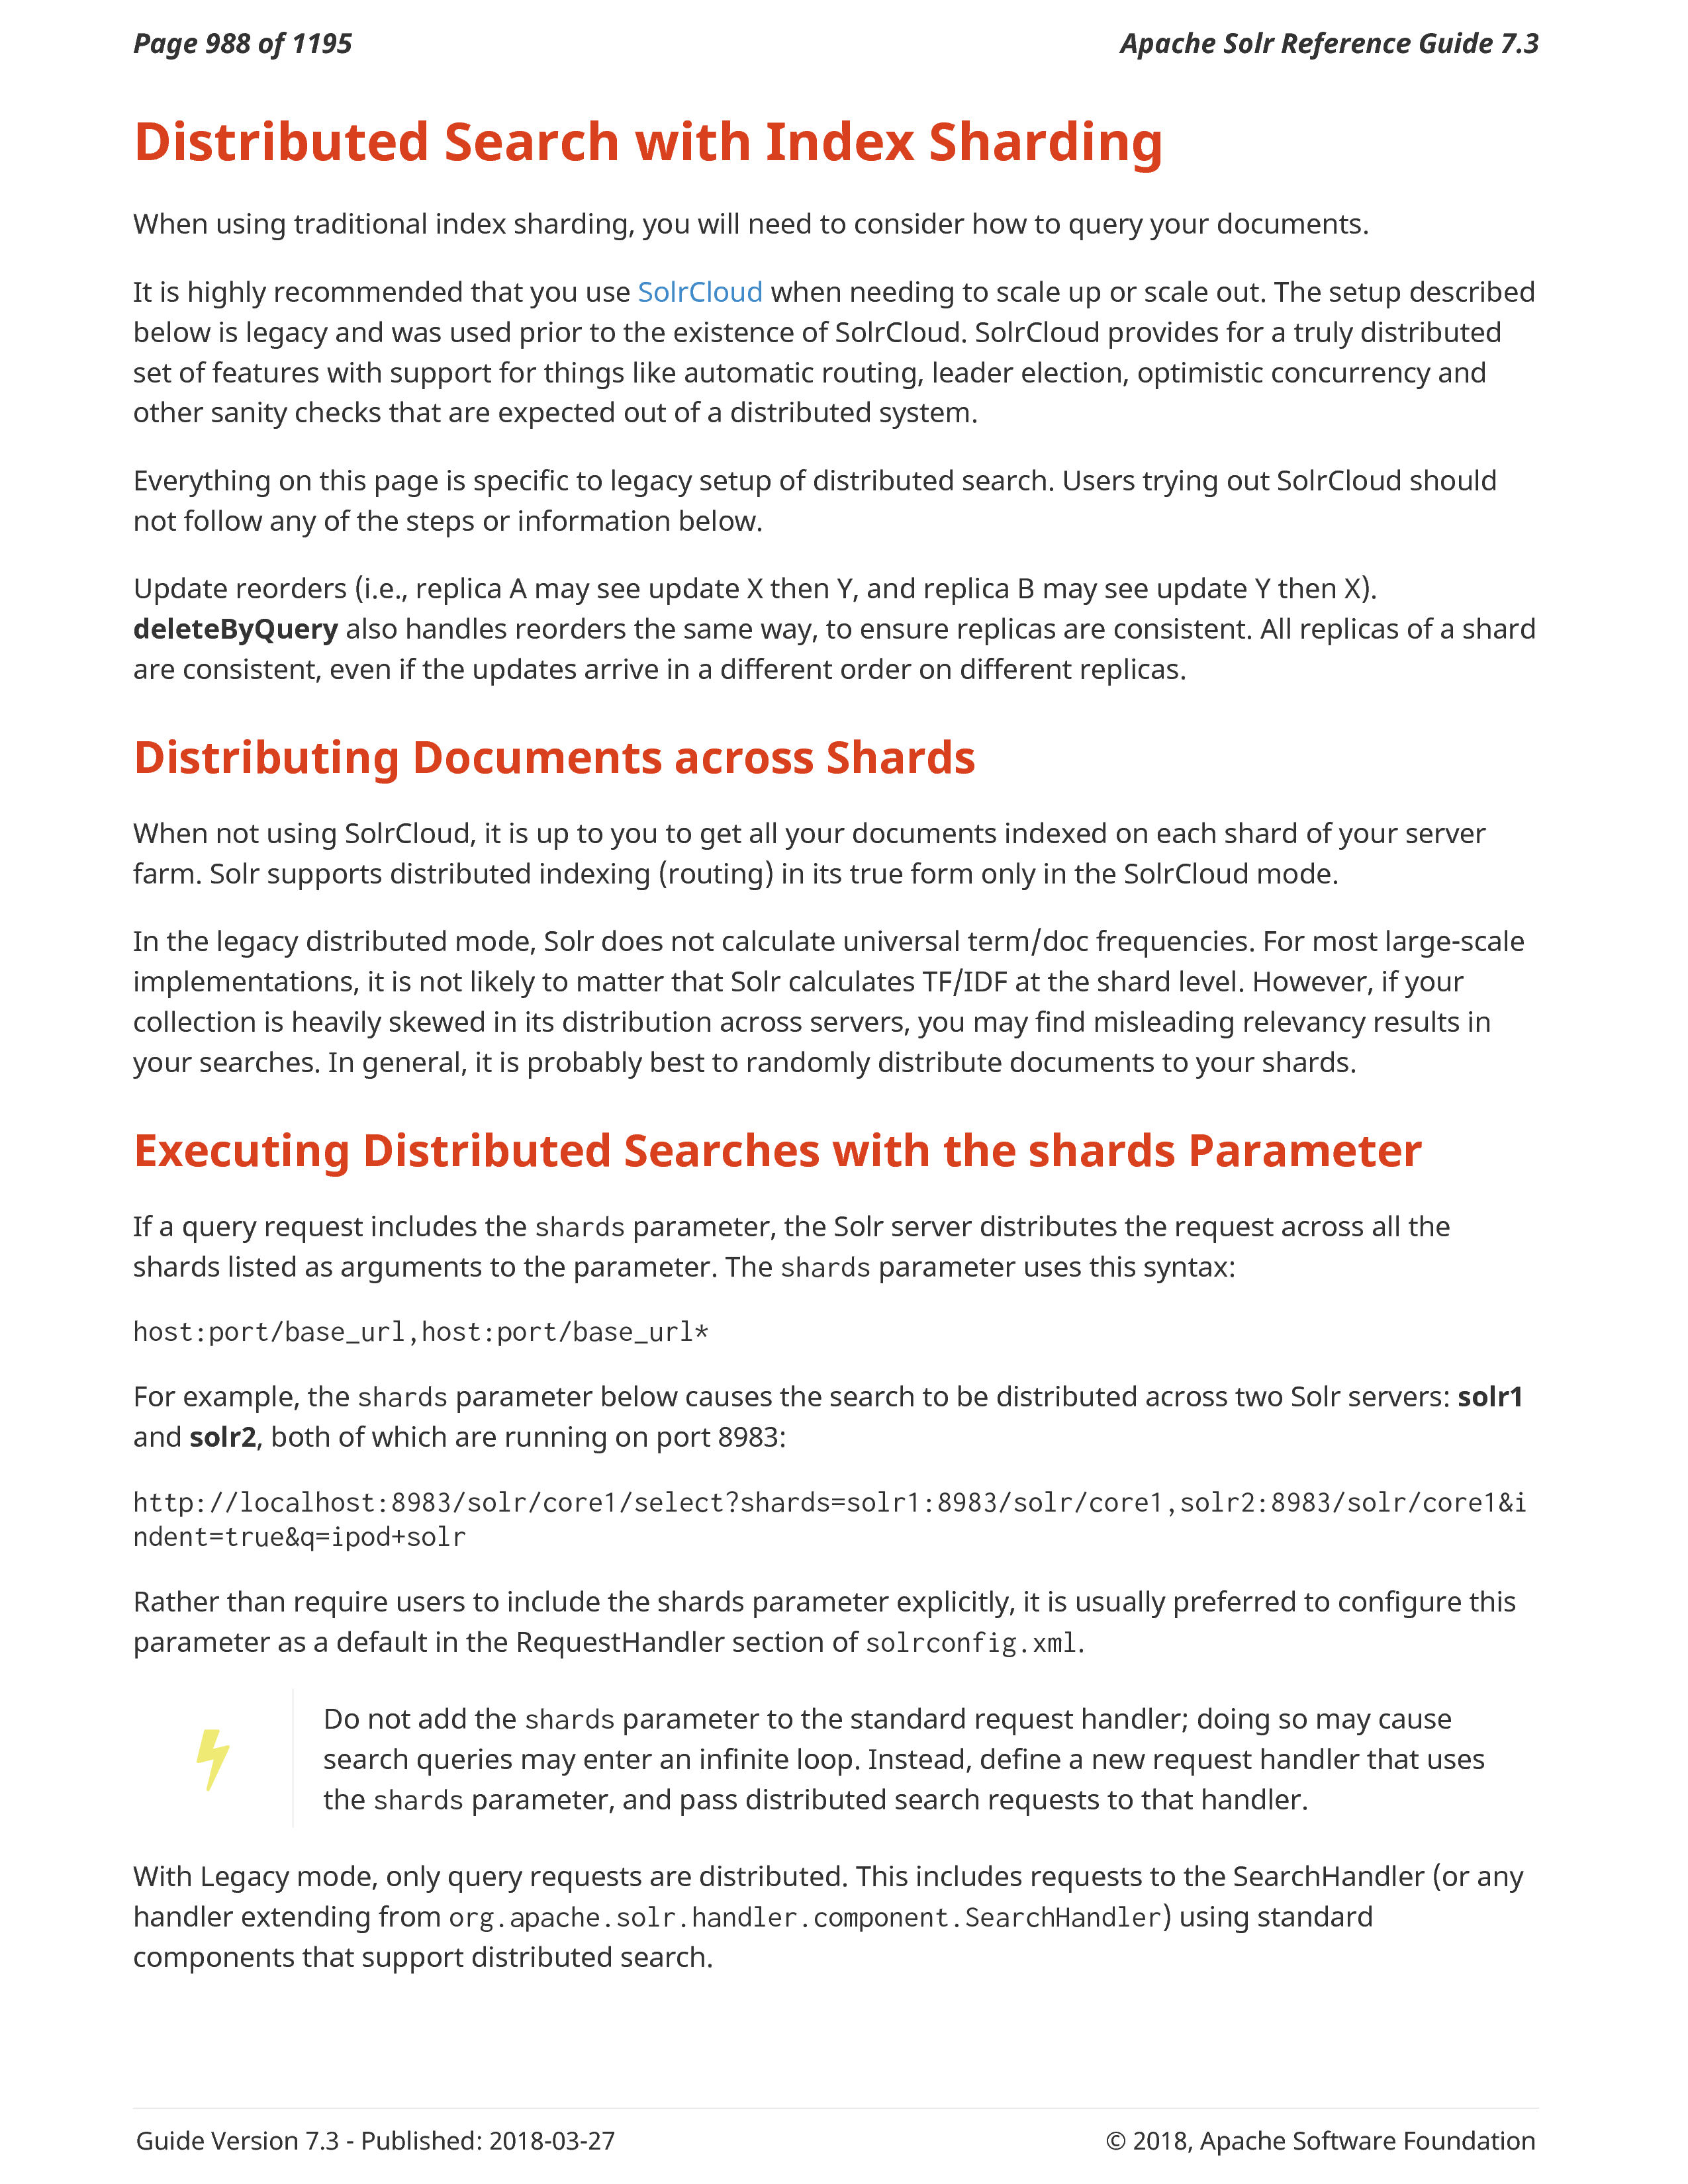 Page 988 of 1195
Apache Solr Reference Guide 7.3
Distributed Search with Index Sharding
When using traditional index sharding, you will need to consider how to query your documents.
It is highly recommended that you use SolrCloud when needing to scale up or scale out. The setup described
below is legacy and was used prior to the existence of SolrCloud. SolrCloud provides for a truly distributed
set of features with support for things like automatic routing, leader election, optimistic concurrency and
other sanity checks that are expected out of a distributed system.
Everything on this page is specific to legacy setup of distributed search. Users trying out SolrCloud should
not follow any of the steps or information below.
Update reorders (i.e., replica A may see update X then Y, and replica B may see update Y then X).
deleteByQuery also handles reorders the same way, to ensure replicas are consistent. All replicas of a shard
are consistent, even if the updates arrive in a different order on different replicas.
Distributing Documents across Shards
When not using SolrCloud, it is up to you to get all your documents indexed on each shard of your server
farm. Solr supports distributed indexing (routing) in its true form only in the SolrCloud mode.
In the legacy distributed mode, Solr does not calculate universal term/doc frequencies. For most large-scale
implementations, it is not likely to matter that Solr calculates TF/IDF at the shard level. However, if your
collection is heavily skewed in its distribution across servers, you may find misleading relevancy results in
your searches. In general, it is probably best to randomly distribute documents to your shards.
Executing Distributed Searches with the shards Parameter
If a query request includes the shards parameter, the Solr server distributes the request across all the
shards listed as arguments to the parameter. The shards parameter uses this syntax:
host:port/base_url,host:port/base_url*
For example, the shards parameter below causes the search to be distributed across two Solr servers: solr1
and solr2, both of which are running on port 8983:
http://localhost:8983/solr/core1/select?shards=solr1:8983/solr/core1,solr2:8983/solr/core1&i
ndent=true&q=ipod+solr
Rather than require users to include the shards parameter explicitly, it is usually preferred to configure this
parameter as a default in the RequestHandler section of solrconfig.xml.
Do not add the shards parameter to the standard request handler; doing so may cause
search queries may enter an infinite loop. Instead, define a new request handler that uses
the shards parameter, and pass distributed search requests to that handler.
With Legacy mode, only query requests are distributed. This includes requests to the SearchHandler (or any
handler extending from org.apache.solr.handler.component.SearchHandler) using standard
components that support distributed search.
Guide Version 7.3 - Published: 2018-03-27
© 2018, Apache Software Foundation